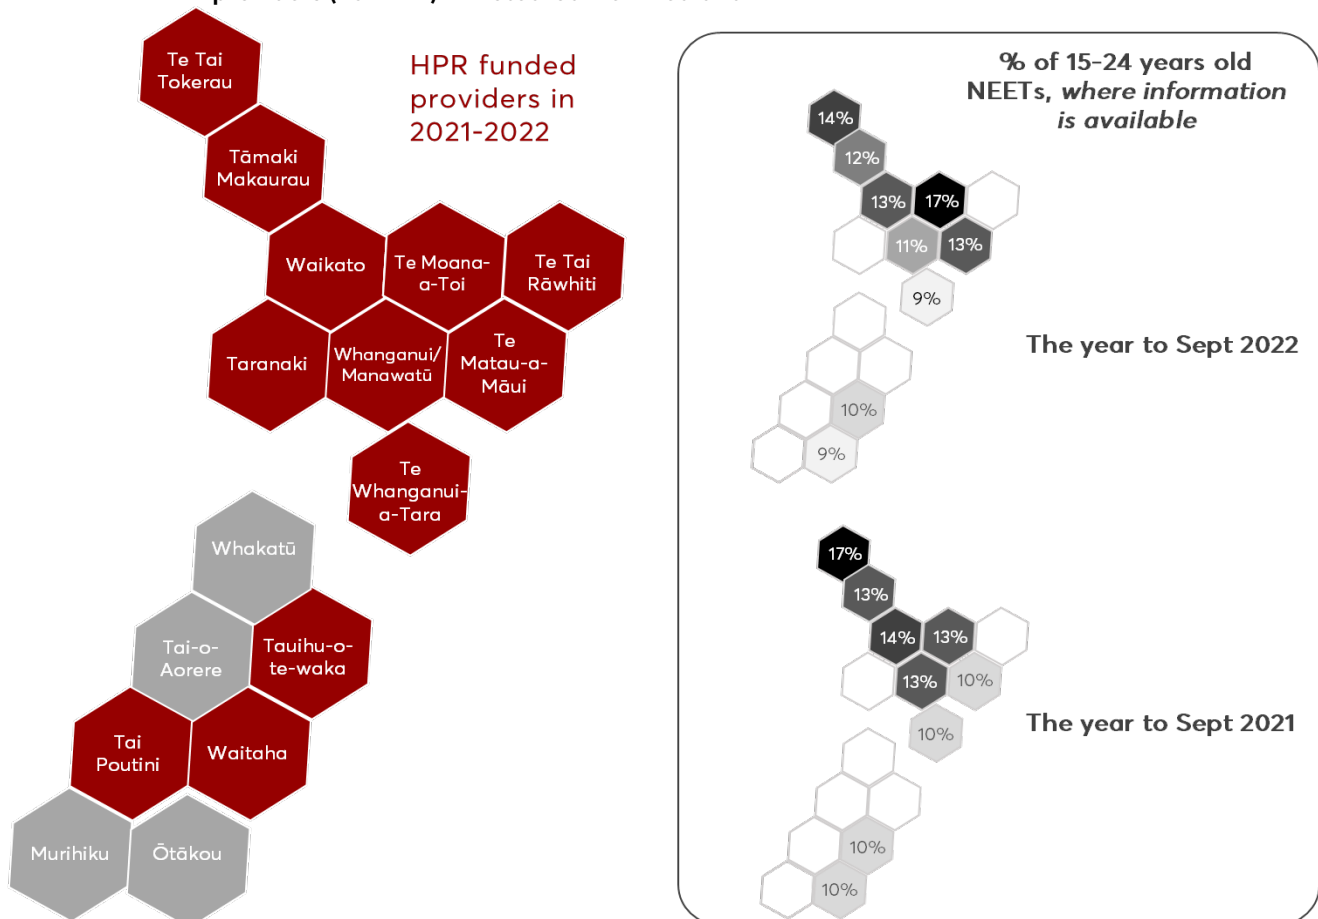 HPR funded
providers in
2021-2022
Te Tai
Tokerau
Tāmaki
Makaurau
Waikato
Te Moana-
a-Toi
Te Tai
Rāwhiti
Taranaki
Whanganui/
Manawatū
Te
Matau-a-
Māui
Te
Whanganui-
a-Tara
Whakatū
Tai-o-
Aorere
Tauihu-o-
te-waka
Tai
Poutini
Waitaha
Murihiku
Ōtākou
% of 15-24 years old
NEETs, where information
is available
14%
12%
13%
17%
11%
13%
9%
10%
9%
The year to Sept 2022
17%
13%
14%
13%
13%
10%
10%
10%
10%
The year to Sept 2021